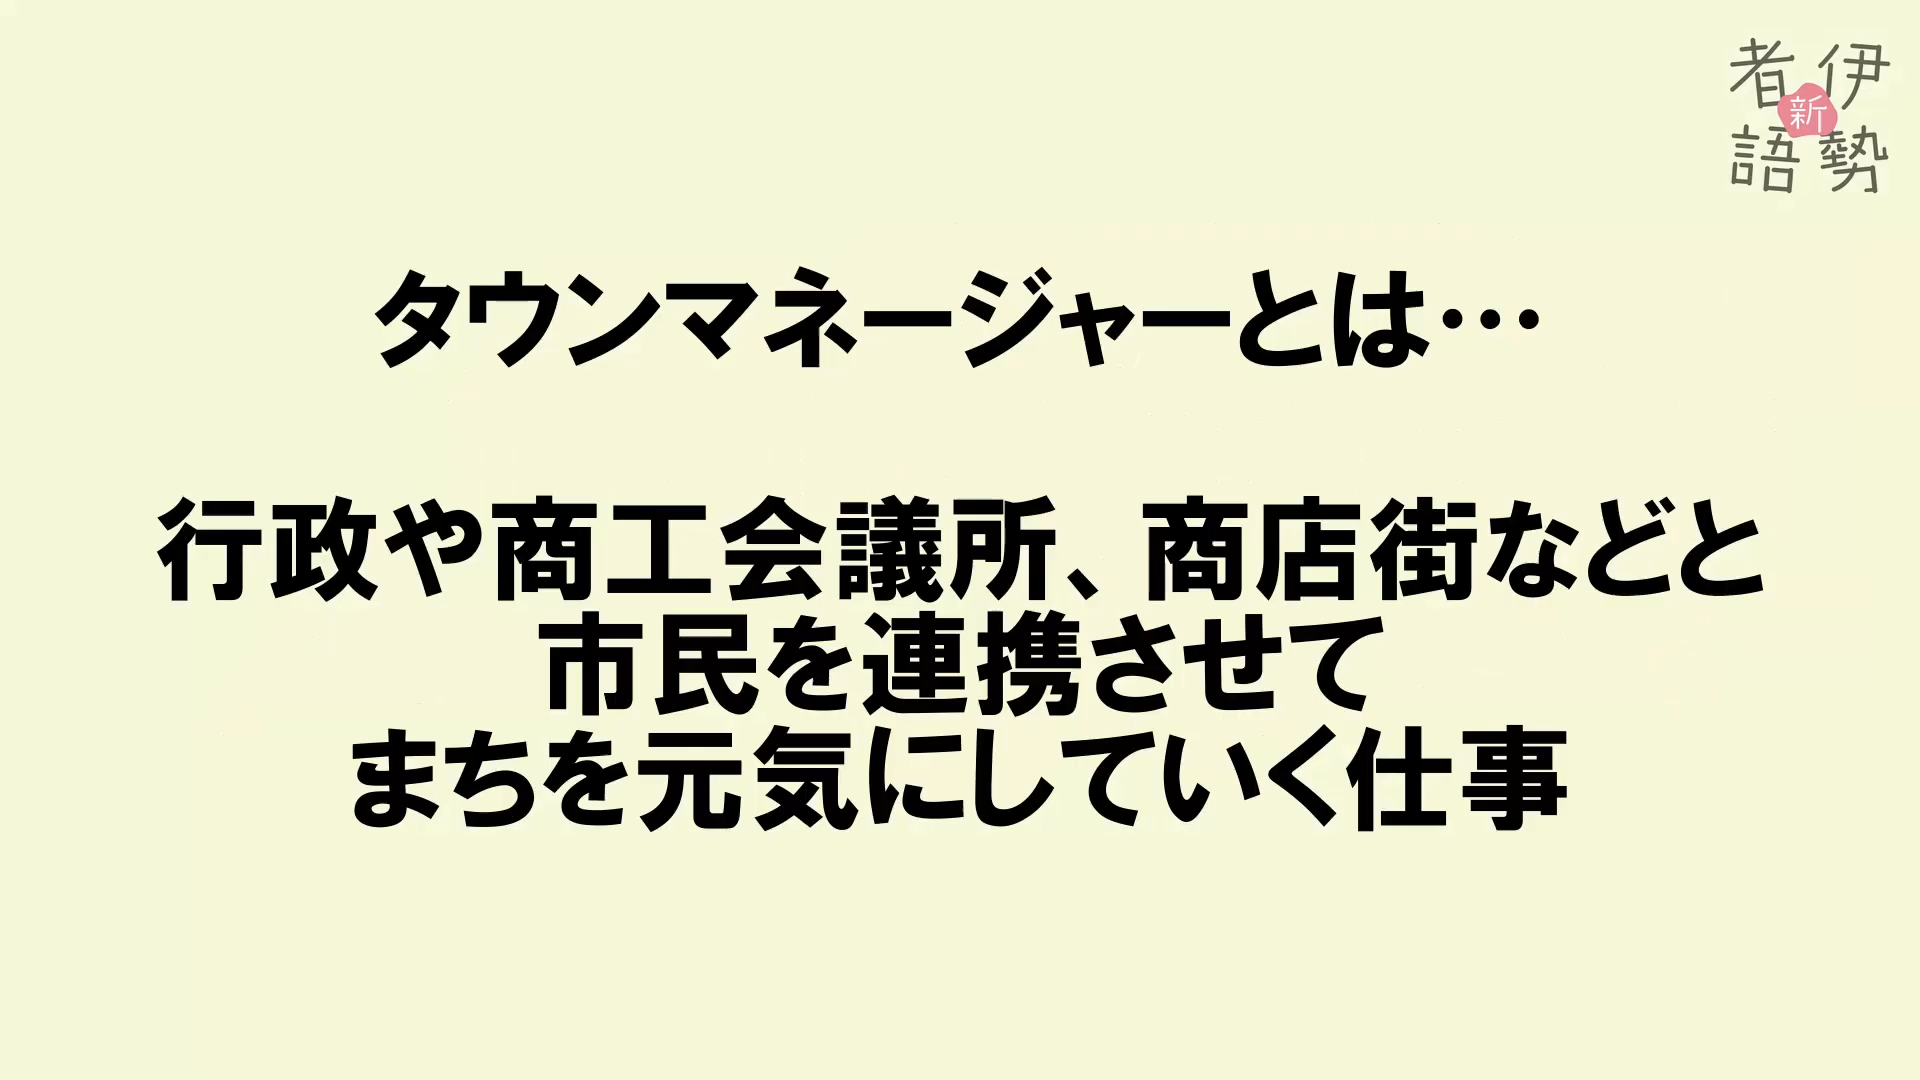 伊勢
新
者語
タウンマネージャーとは…
行政や商工会議所、商店街などと
市民を連携させて
まちを元気にしていく仕事